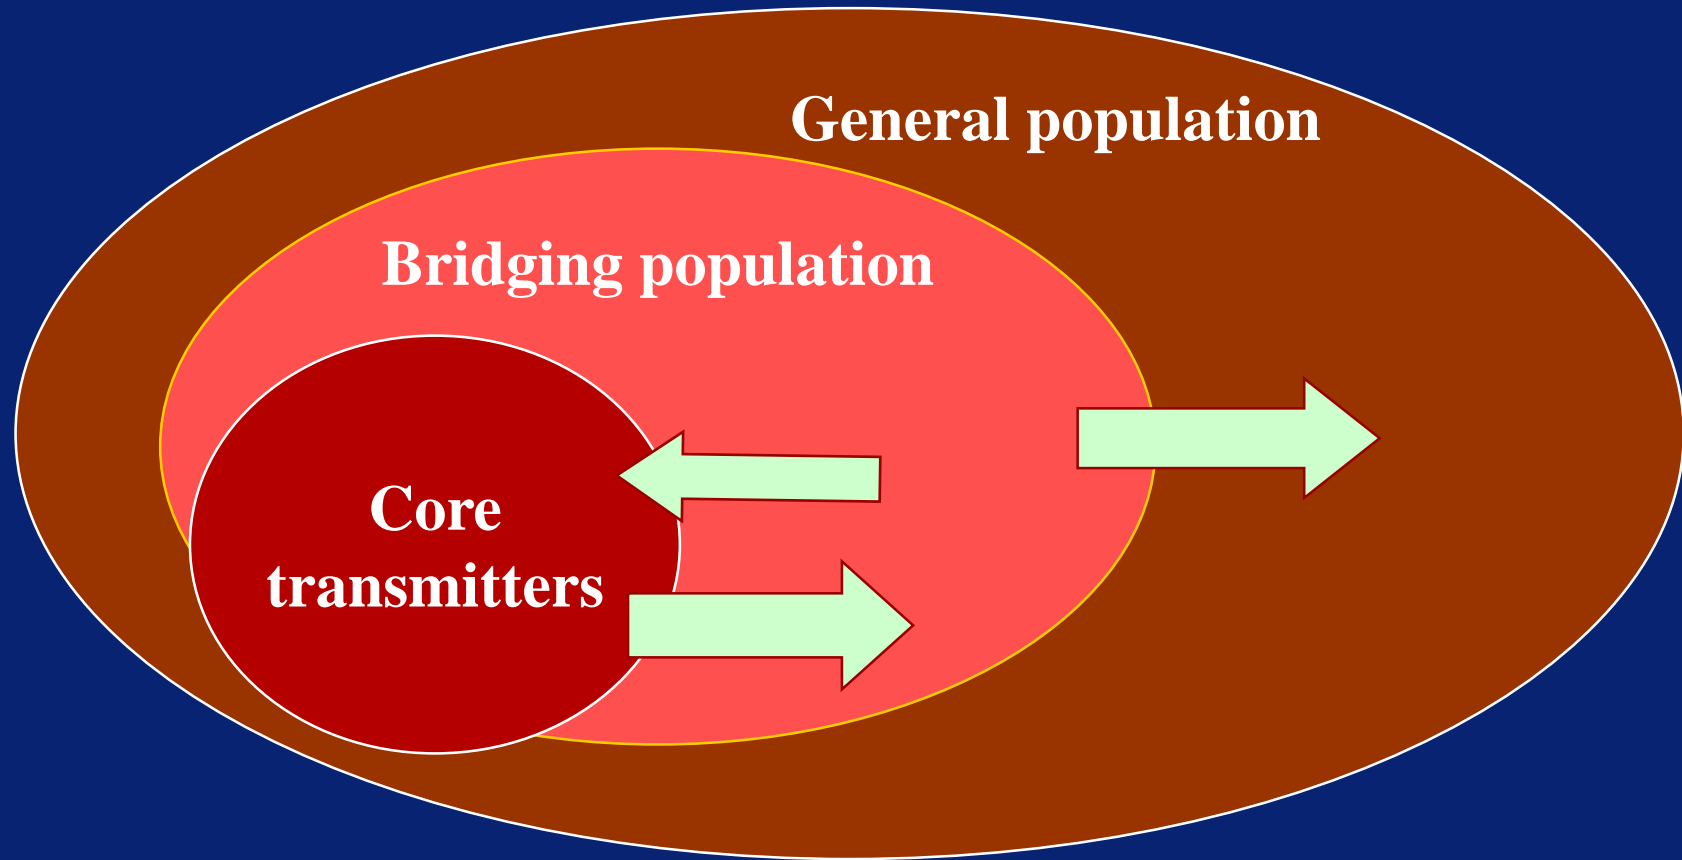 General population
Bridging population
Core
transmitters